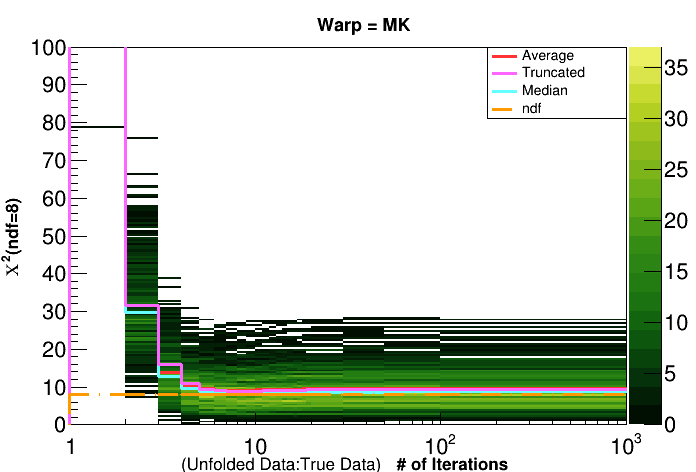 Warp = MK
100
90
80
70
60
50
40
30
20
10
0
Χ²(ndf=8)
Average
Truncated
Median
ndf
35
30
25
20
15
10
5
0
1 10 10² 10³
(Unfolded Data:True Data) # of Iterations